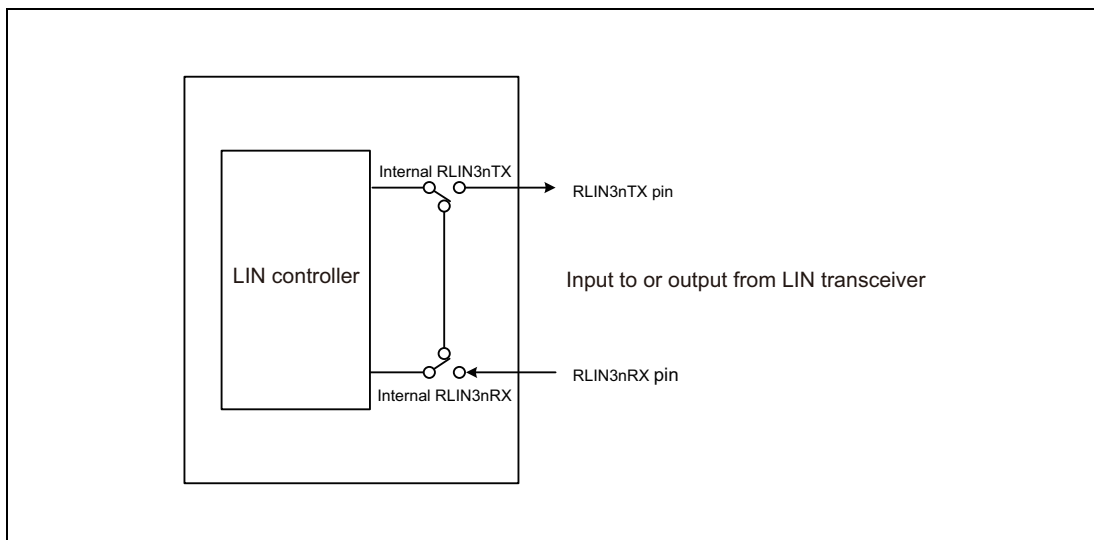 Internal RLIN3nTX
RLIN3nTX pin
LIN controller
Input to or output from LIN transceiver
RLIN3nRX pin
Internal RLIN3nRX